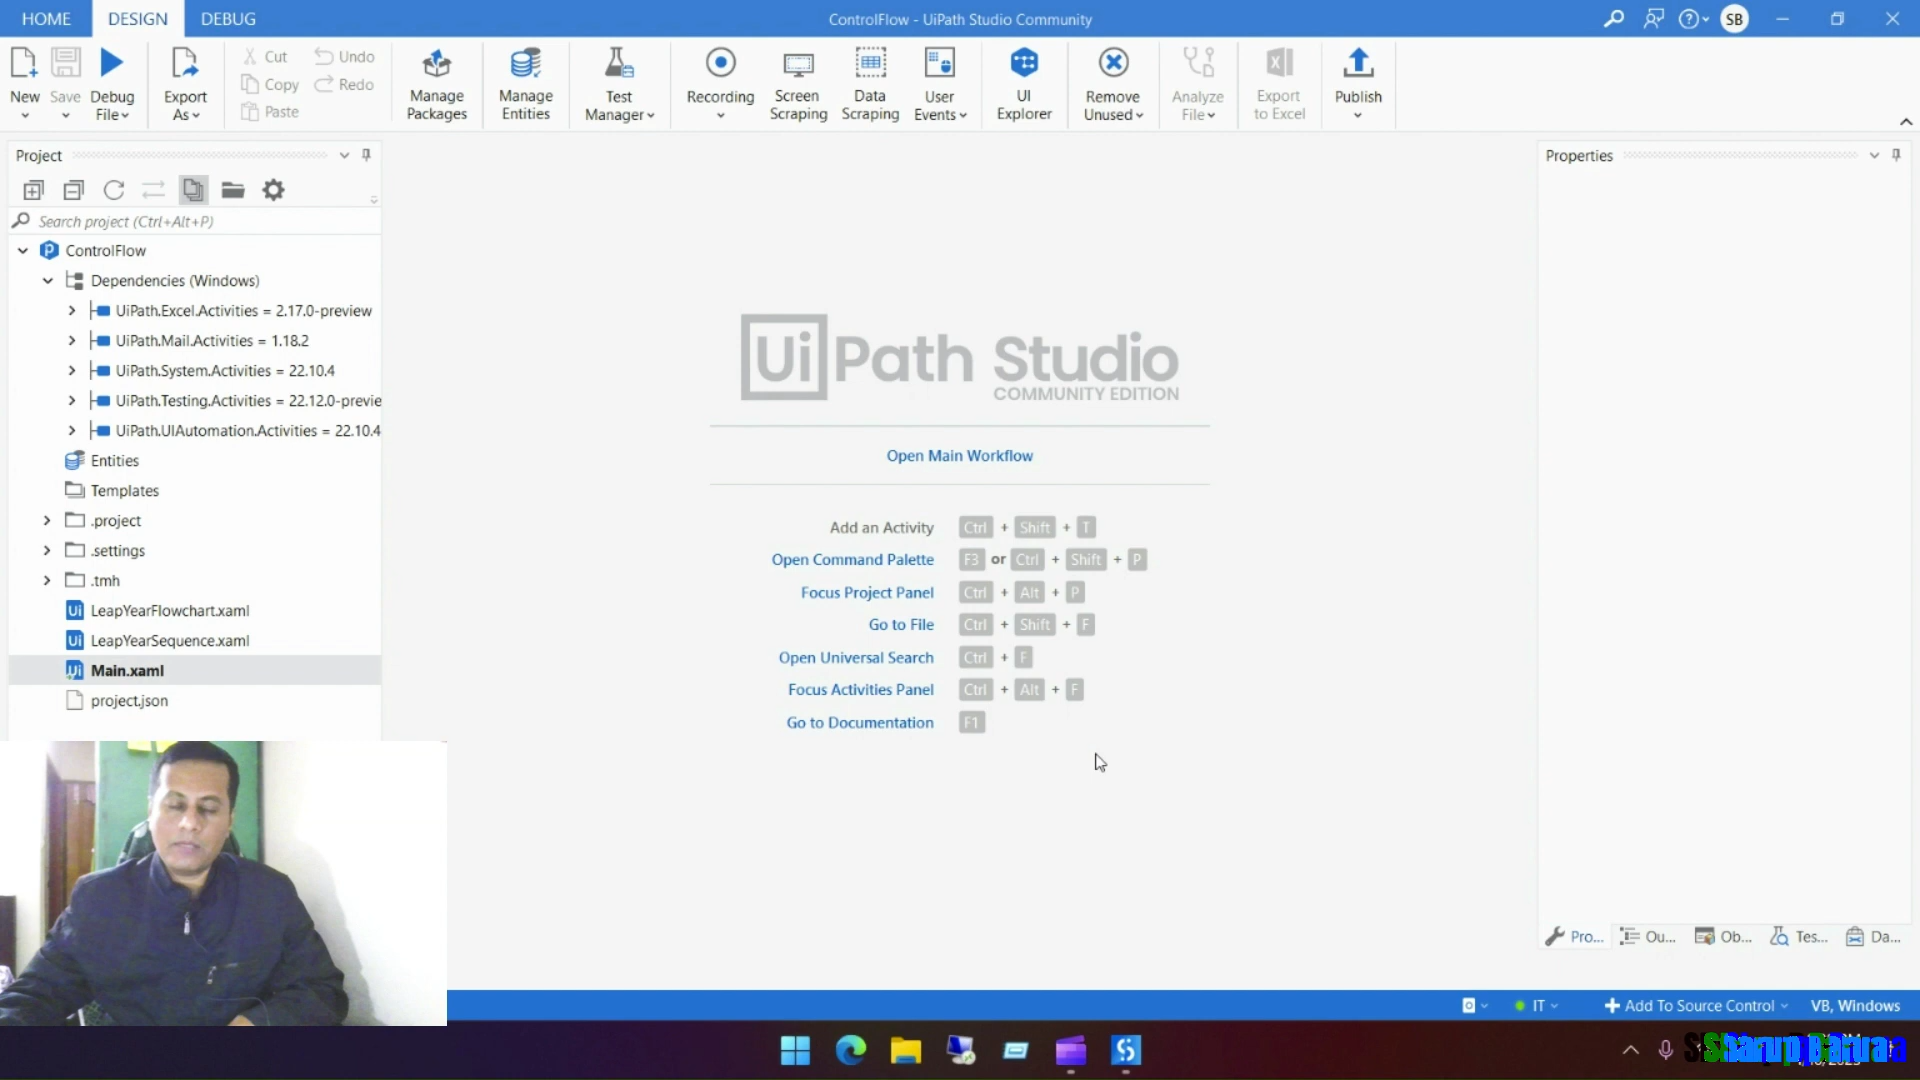 HOME DESIGN DEBUG ControlFlow - UiPath Studio Community SB
New Save Debug File Export As Cut Copy Paste Undo Redo Manage Packages Manage Entities Test Manager Recording Screen Scraping Data Scraping User Events UI Explorer Remove Unused Analyze File Export to Excel Publish
Project
Properties
Search project (Ctrl+Alt+P)
ControlFlow
Dependencies (Windows)
UiPath.Excel.Activities = 2.17.0-preview
UiPath.Mail.Activities = 1.18.2
UiPath.System.Activities = 22.10.4
UiPath.Testing.Activities = 22.12.0-previe
UiPath.UIAutomation.Activities = 22.10.4
Entities
Templates
.project
.settings
.tmh
LeapYearFlowchart.xaml
LeapYearSequence.xaml
Main.xaml
project.json
UiPath Studio
COMMUNITY EDITION
Open Main Workflow
Add an Activity Ctrl + Shift + T
Open Command Palette F3 or Ctrl + Shift + P
Focus Project Panel Ctrl + Alt + P
Go to File Ctrl + Shift + F
Open Universal Search Ctrl + F
Focus Activities Panel Ctrl + Alt + F
Go to Documentation F1
Pro... Ou... Ob... Tes... Da...
IT Add To Source Control VB, Windows